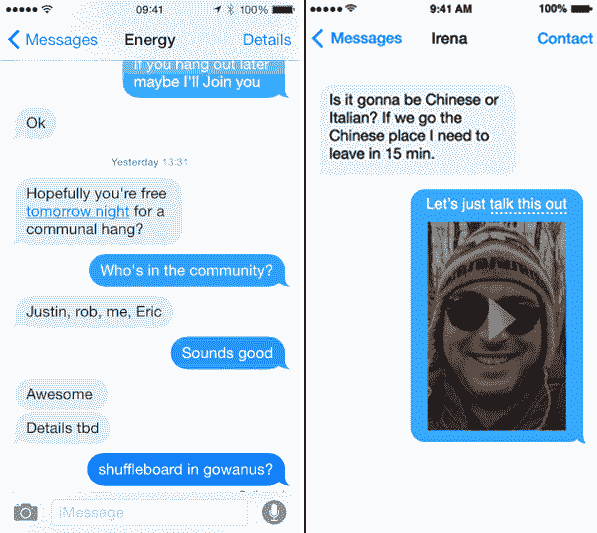 09:41
100%
Messages
Energy
Details
If you hang out later
maybe I'll Join you
Ok
Yesterday 13:31
Hopefully you're free
tomorrow night for a
communal hang?
Who's in the community?
Justin, rob, me, Eric
Sounds good
Awesome
Details tbd
shuffleboard in gowanus?
iMessage
9:41 AM
100%
Messages
Irena
Contact
Is it gonna be Chinese or
Italian? If we go the
Chinese place I need to
leave in 15 min.
Let's just talk this out